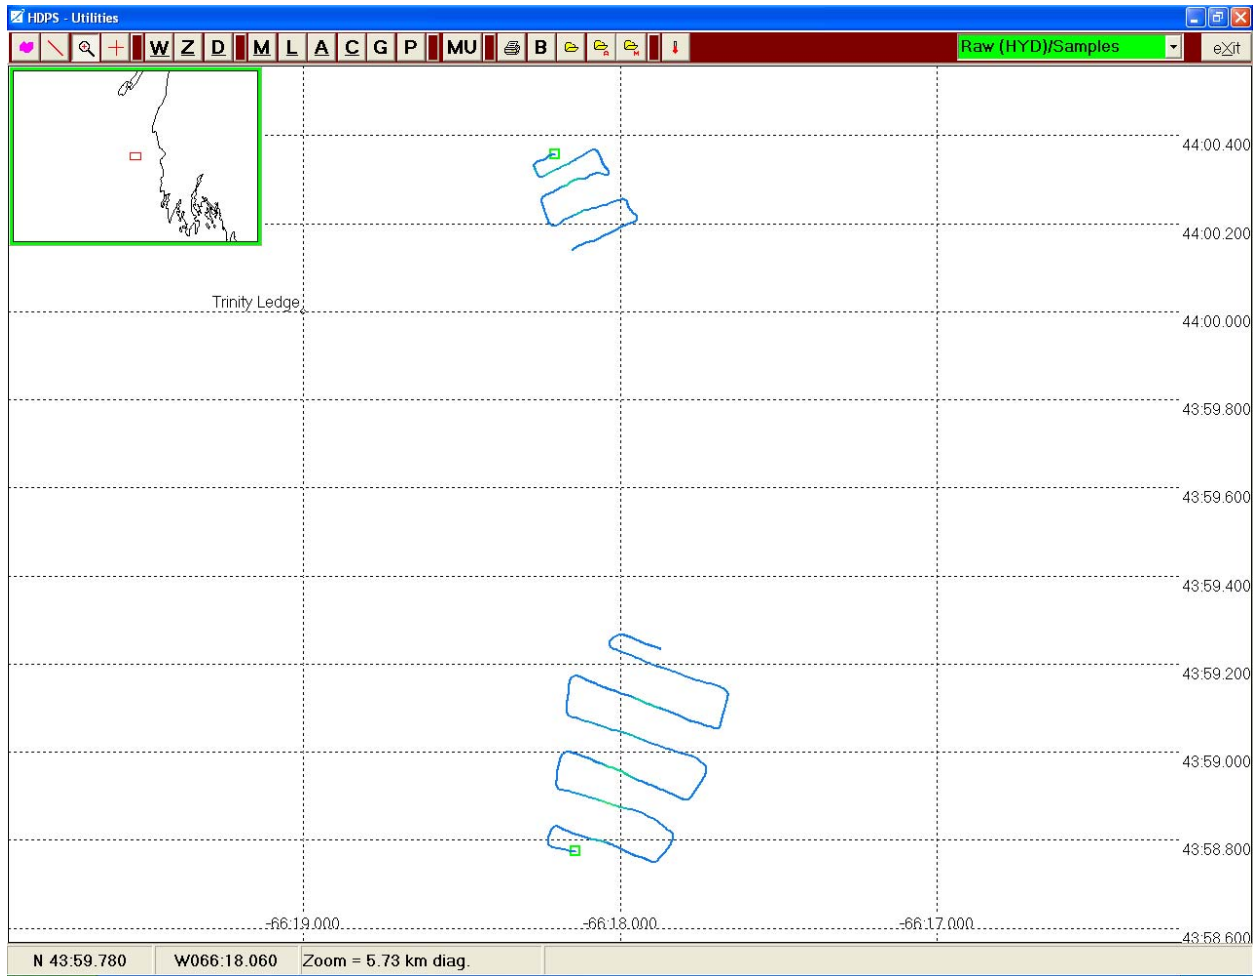 HDPS - Utilities
W Z D M L A C G P MU B Raw (HYD)/Samples eXit
44:00.400
44:00.200
Trinity Ledge
44:00.000
43:59.800
43:59.600
43:59.400
43:59.200
43:59.000
43:58.800
-66:19.000 -66:18.000 -66:17.000
43:58.600
N 43:59.780 W066:18.060 Zoom = 5.73 km diag.